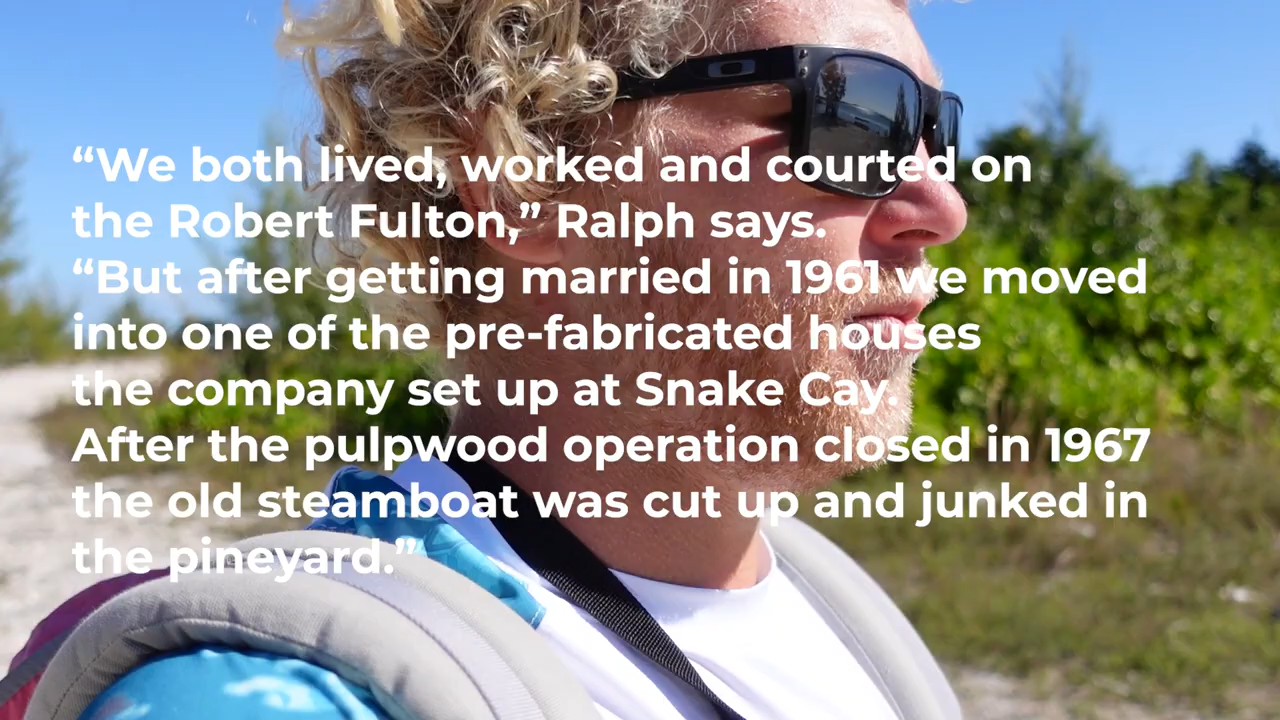 “We both lived, worked and courted on
the Robert Fulton,” Ralph says.
“But after getting married in 1961 we moved
into one of the pre-fabricated houses
the company set up at Snake Cay.
After the pulpwood operation closed in 1967
the old steamboat was cut up and junked in
the pineyard.”